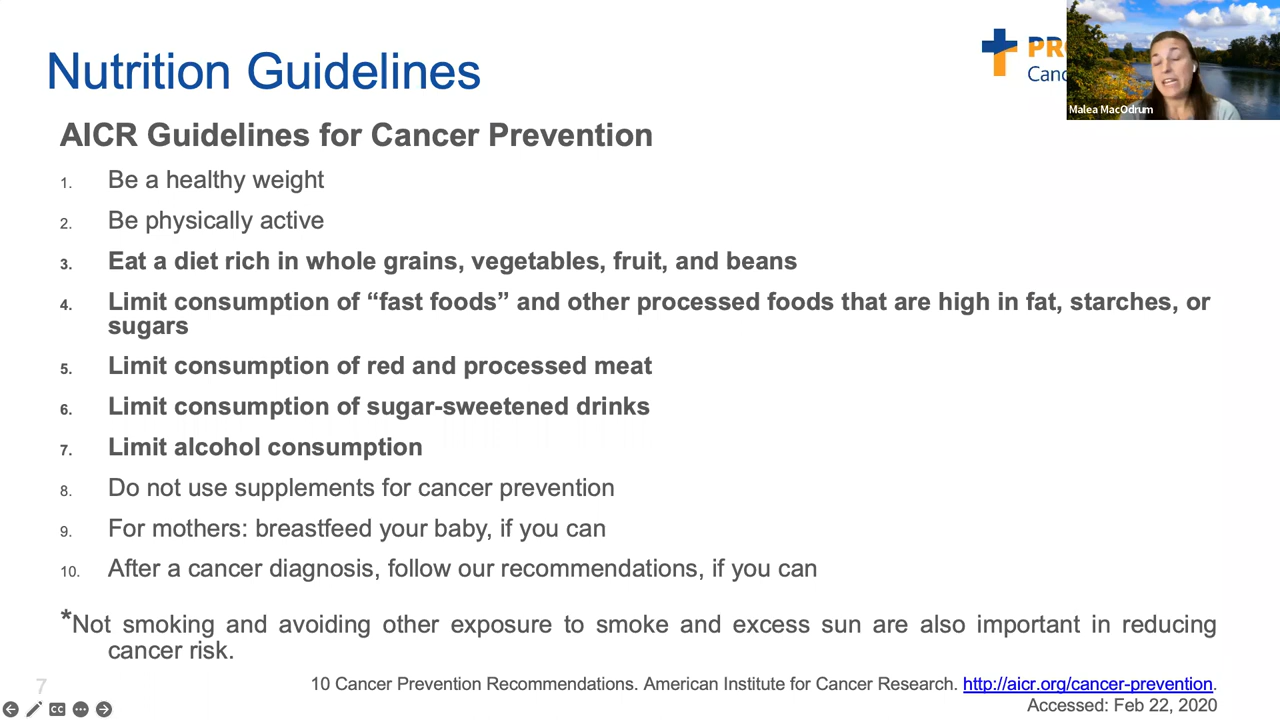 Nutrition Guidelines
Malea MacOdrum
AICR Guidelines for Cancer Prevention
1. Be a healthy weight
2. Be physically active
3. Eat a diet rich in whole grains, vegetables, fruit, and beans
4. Limit consumption of “fast foods” and other processed foods that are high in fat, starches, or
sugars
5. Limit consumption of red and processed meat
6. Limit consumption of sugar-sweetened drinks
7. Limit alcohol consumption
8. Do not use supplements for cancer prevention
9. For mothers: breastfeed your baby, if you can
10. After a cancer diagnosis, follow our recommendations, if you can
*Not smoking and avoiding other exposure to smoke and excess sun are also important in reducing
cancer risk.
7
10 Cancer Prevention Recommendations. American Institute for Cancer Research. http://aicr.org/cancer-prevention.
Accessed: Feb 22, 2020
CC